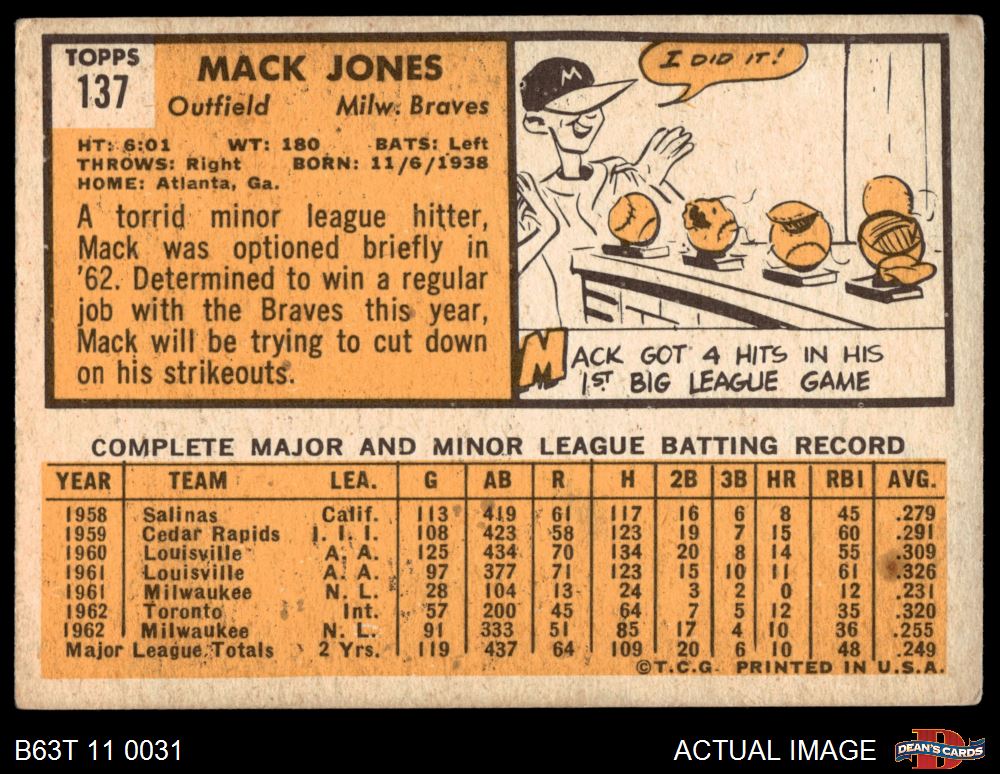 TOPPS
137
MACK JONES
Outfield Milw. Braves
HT: 6:01 WT: 180 BATS: Left
THROWS: Right BORN: 11/6/1938
HOME: Atlanta, Ga.
A torrid minor league hitter,
Mack was optioned briefly in
'62. Determined to win a regular
job with the Braves this year,
Mack will be trying to cut down
on his strikeouts.
M
I DID IT!
MACK GOT 4 HITS IN HIS
1ST BIG LEAGUE GAME
COMPLETE MAJOR AND MINOR LEAGUE BATTING RECORD
YEAR TEAM LEA. G AB R H 2B 3B HR RBI AVG.
1958 Salinas Calif. 113 419 61 117 16 6 8 45 .279
1959 Cedar Rapids I. I. I. 108 423 58 123 19 7 15 60 .291
1960 Louisville A. A. 125 434 70 134 20 8 14 55 .309
1961 Louisville A. A. 97 377 71 123 15 10 11 61 .326
1961 Milwaukee N. L. 28 104 13 24 3 2 0 12 .231
1962 Toronto Int. 57 200 45 64 7 5 12 35 .320
1962 Milwaukee N. L. 91 333 51 85 17 4 10 36 .255
Major League Totals 2 Yrs. 119 437 64 109 20 6 10 48 .249
©T.C.G. PRINTED IN U.S.A.
B63T 11 0031
ACTUAL IMAGE
D
DEAN'S CARDS